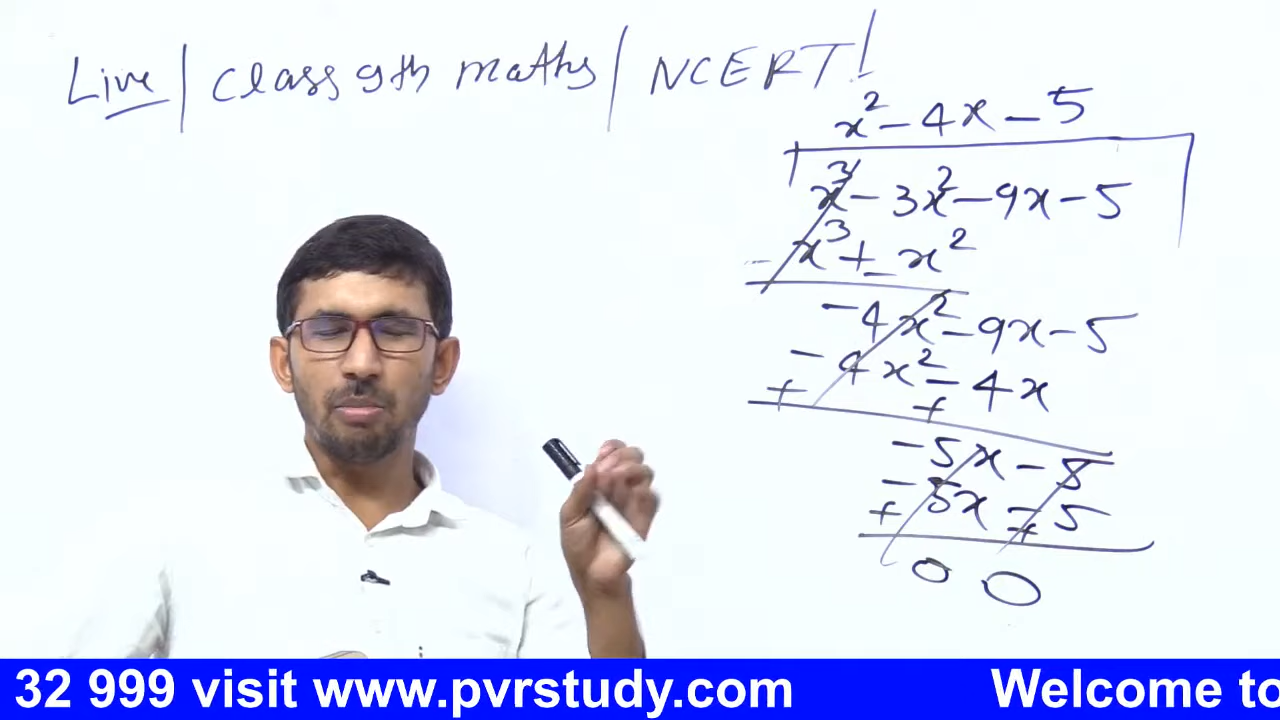 Live / Class 9th maths / NCERT!
x² - 4x - 5
x³ - 3x² - 9x - 5
x³ + x²
- -
-4x² - 9x - 5
-4x² - 4x
+ +
-5x - 5
-5x - 5
+ +
0 0
32 999 visit www.pvrstudy.com Welcome to